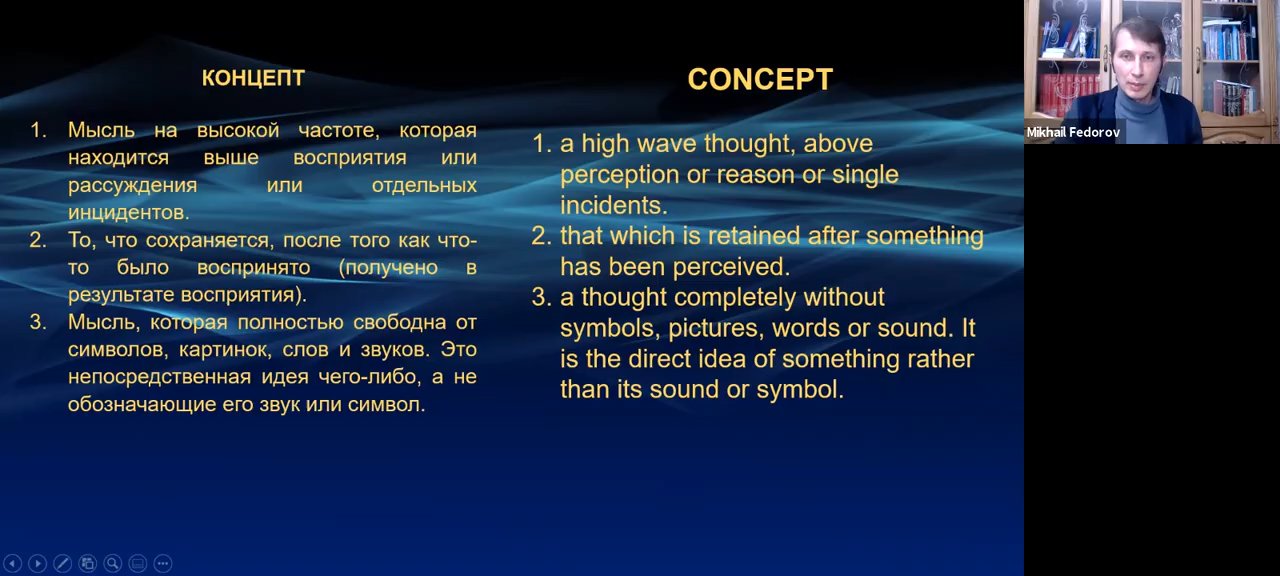 КОНЦЕПТ
1. Мысль на высокой частоте, которая
находится выше восприятия или
рассуждения или отдельных
инцидентов.
2. То, что сохраняется, после того как что-
то было воспринято (получено в
результате восприятия).
3. Мысль, которая полностью свободна от
символов, картинок, слов и звуков. Это
непосредственная идея чего-либо, а не
обозначающие его звук или символ.
CONCEPT
1. a high wave thought, above
perception or reason or single
incidents.
2. that which is retained after something
has been perceived.
3. a thought completely without
symbols, pictures, words or sound. It
is the direct idea of something rather
than its sound or symbol.
Mikhail Fedorov